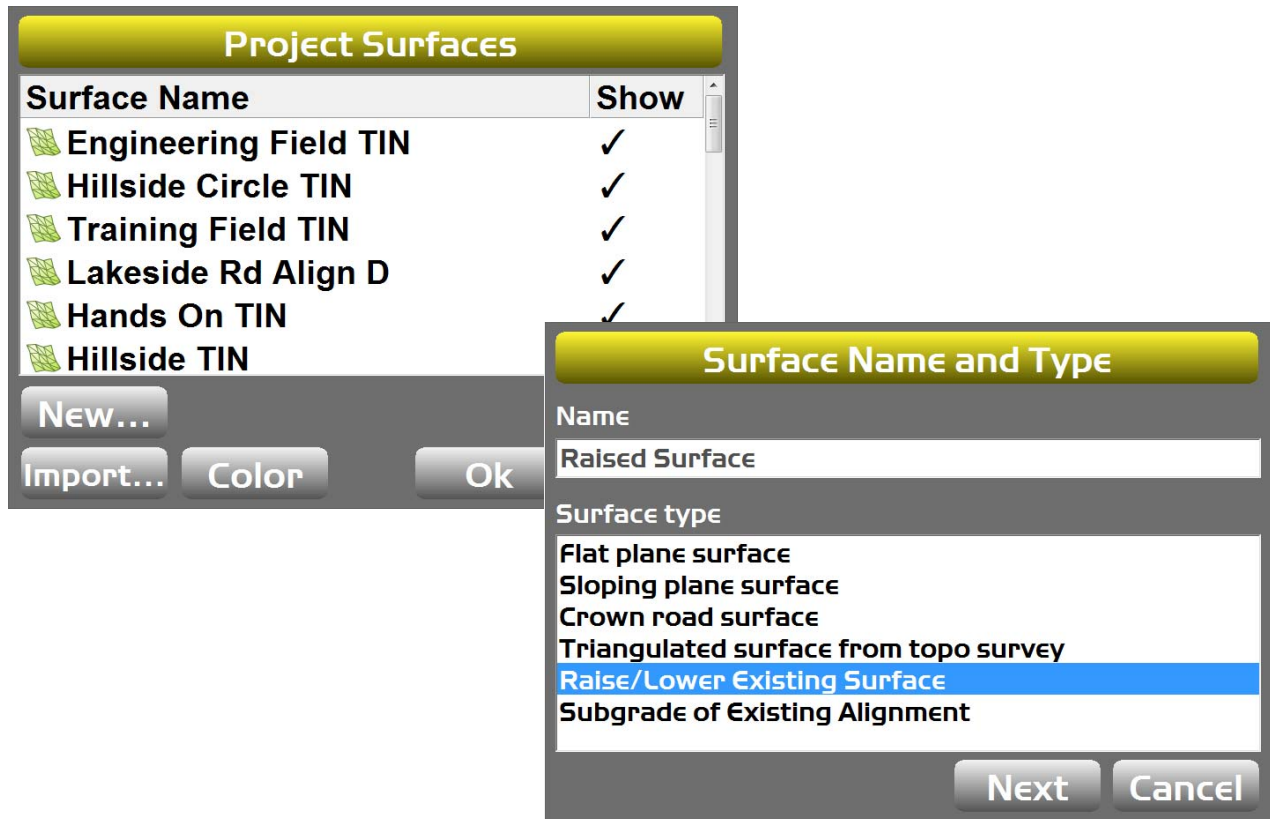 Project Surfaces
Surface Name Show
Engineering Field TIN ✓
Hillside Circle TIN ✓
Training Field TIN ✓
Lakeside Rd Align D ✓
Hands On TIN ✓
Hillside TIN
New...
Import... Color Ok
Surface Name and Type
Name
Raised Surface
Surface type
Flat plane surface
Sloping plane surface
Crown road surface
Triangulated surface from topo survey
Raise/Lower Existing Surface
Subgrade of Existing Alignment
Next Cancel